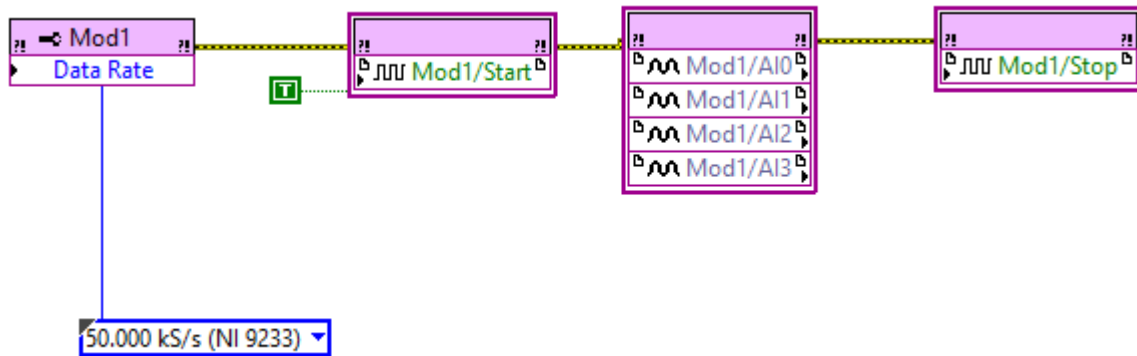 Mod1
Data Rate
Mod1/Start
T
Mod1/AI0
Mod1/AI1
Mod1/AI2
Mod1/AI3
Mod1/Stop
50.000 kS/s (NI 9233)